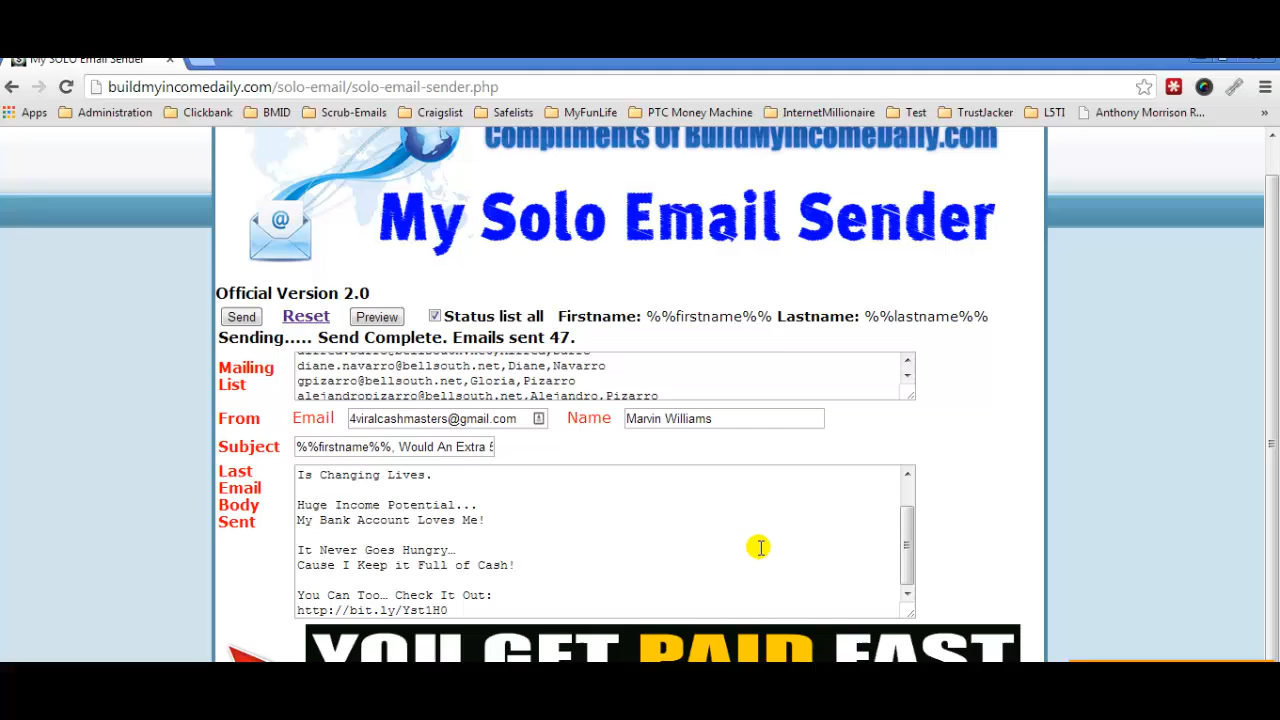 My SOLO Email Sender
buildmyincomedaily.com/solo-email/solo-email-sender.php
Apps Administration Clickbank BMID Scrub-Emails Craigslist Safelists MyFunLife PTC Money Machine InternetMillionaire Test TrustJacker L5TI Anthony Morrison R... »
Compliments Of BuildMyIncomeDaily.com
@
My Solo Email Sender
Official Version 2.0
Send Reset Preview Status list all Firstname: %%firstname%% Lastname: %%lastname%%
Sending..... Send Complete. Emails sent 47.
Mailing List
diane.navarro@bellsouth.net,Diane,Navarro
gpizarro@bellsouth.net,Gloria,Pizarro
alejandropizarro@bellsouth.net,Alejandro,Pizarro
From Email 4viralcashmasters@gmail.com Name Marvin Williams
Subject %%firstname%%, Would An Extra
Last Email Body Sent
Is Changing Lives.
Huge Income Potential...
My Bank Account Loves Me!
It Never Goes Hungry…
Cause I Keep it Full of Cash!
You Can Too… Check It Out:
http://bit.ly/Yst1H0
YOU GET PAID FAST